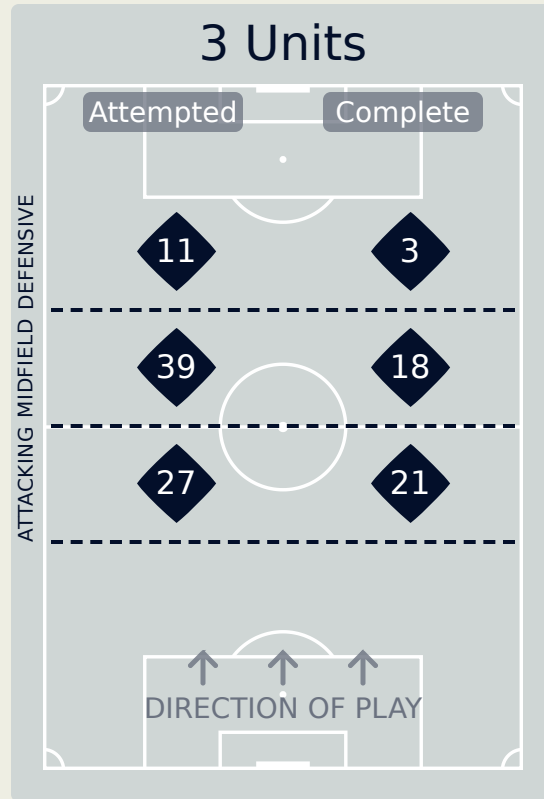 3 Units
Attempted Complete
ATTACKING MIDFIELD DEFENSIVE
11 3
39 18
27 21
DIRECTION OF PLAY